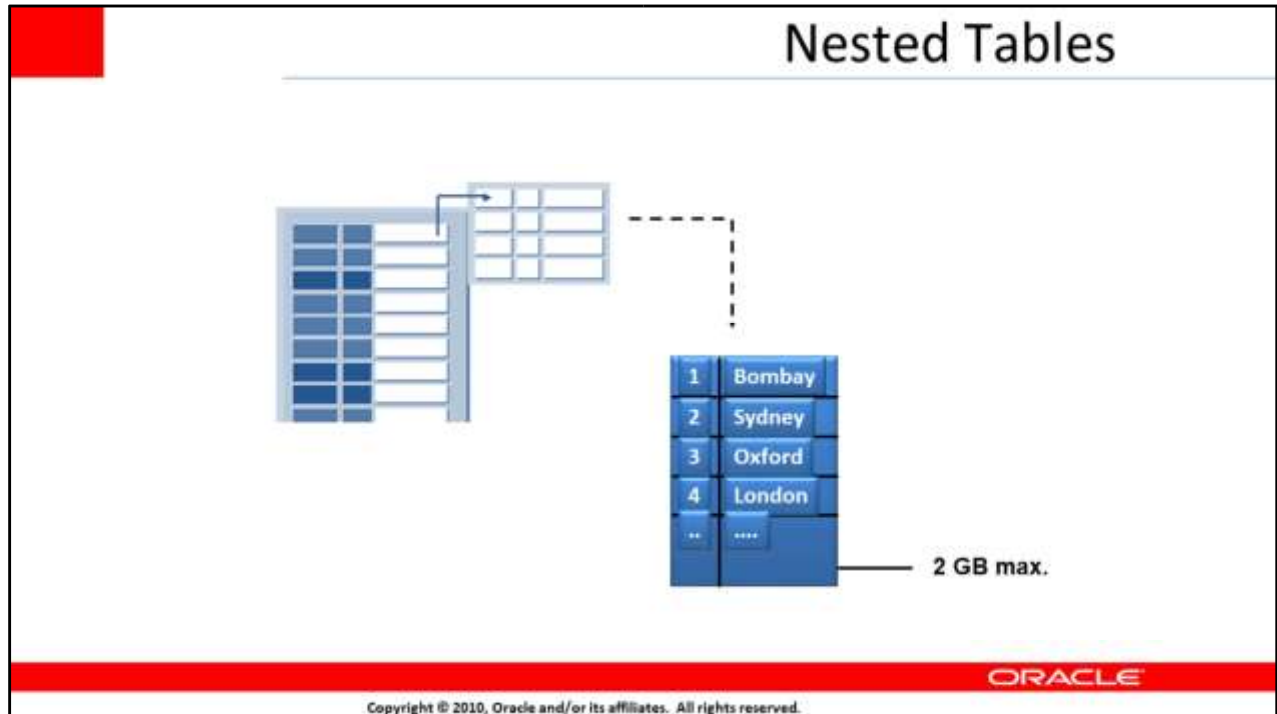 Nested Tables
1 Bombay
2 Sydney
3 Oxford
4 London
.. ....
2 GB max.
ORACLE
Copyright © 2010, Oracle and/or its affiliates. All rights reserved.